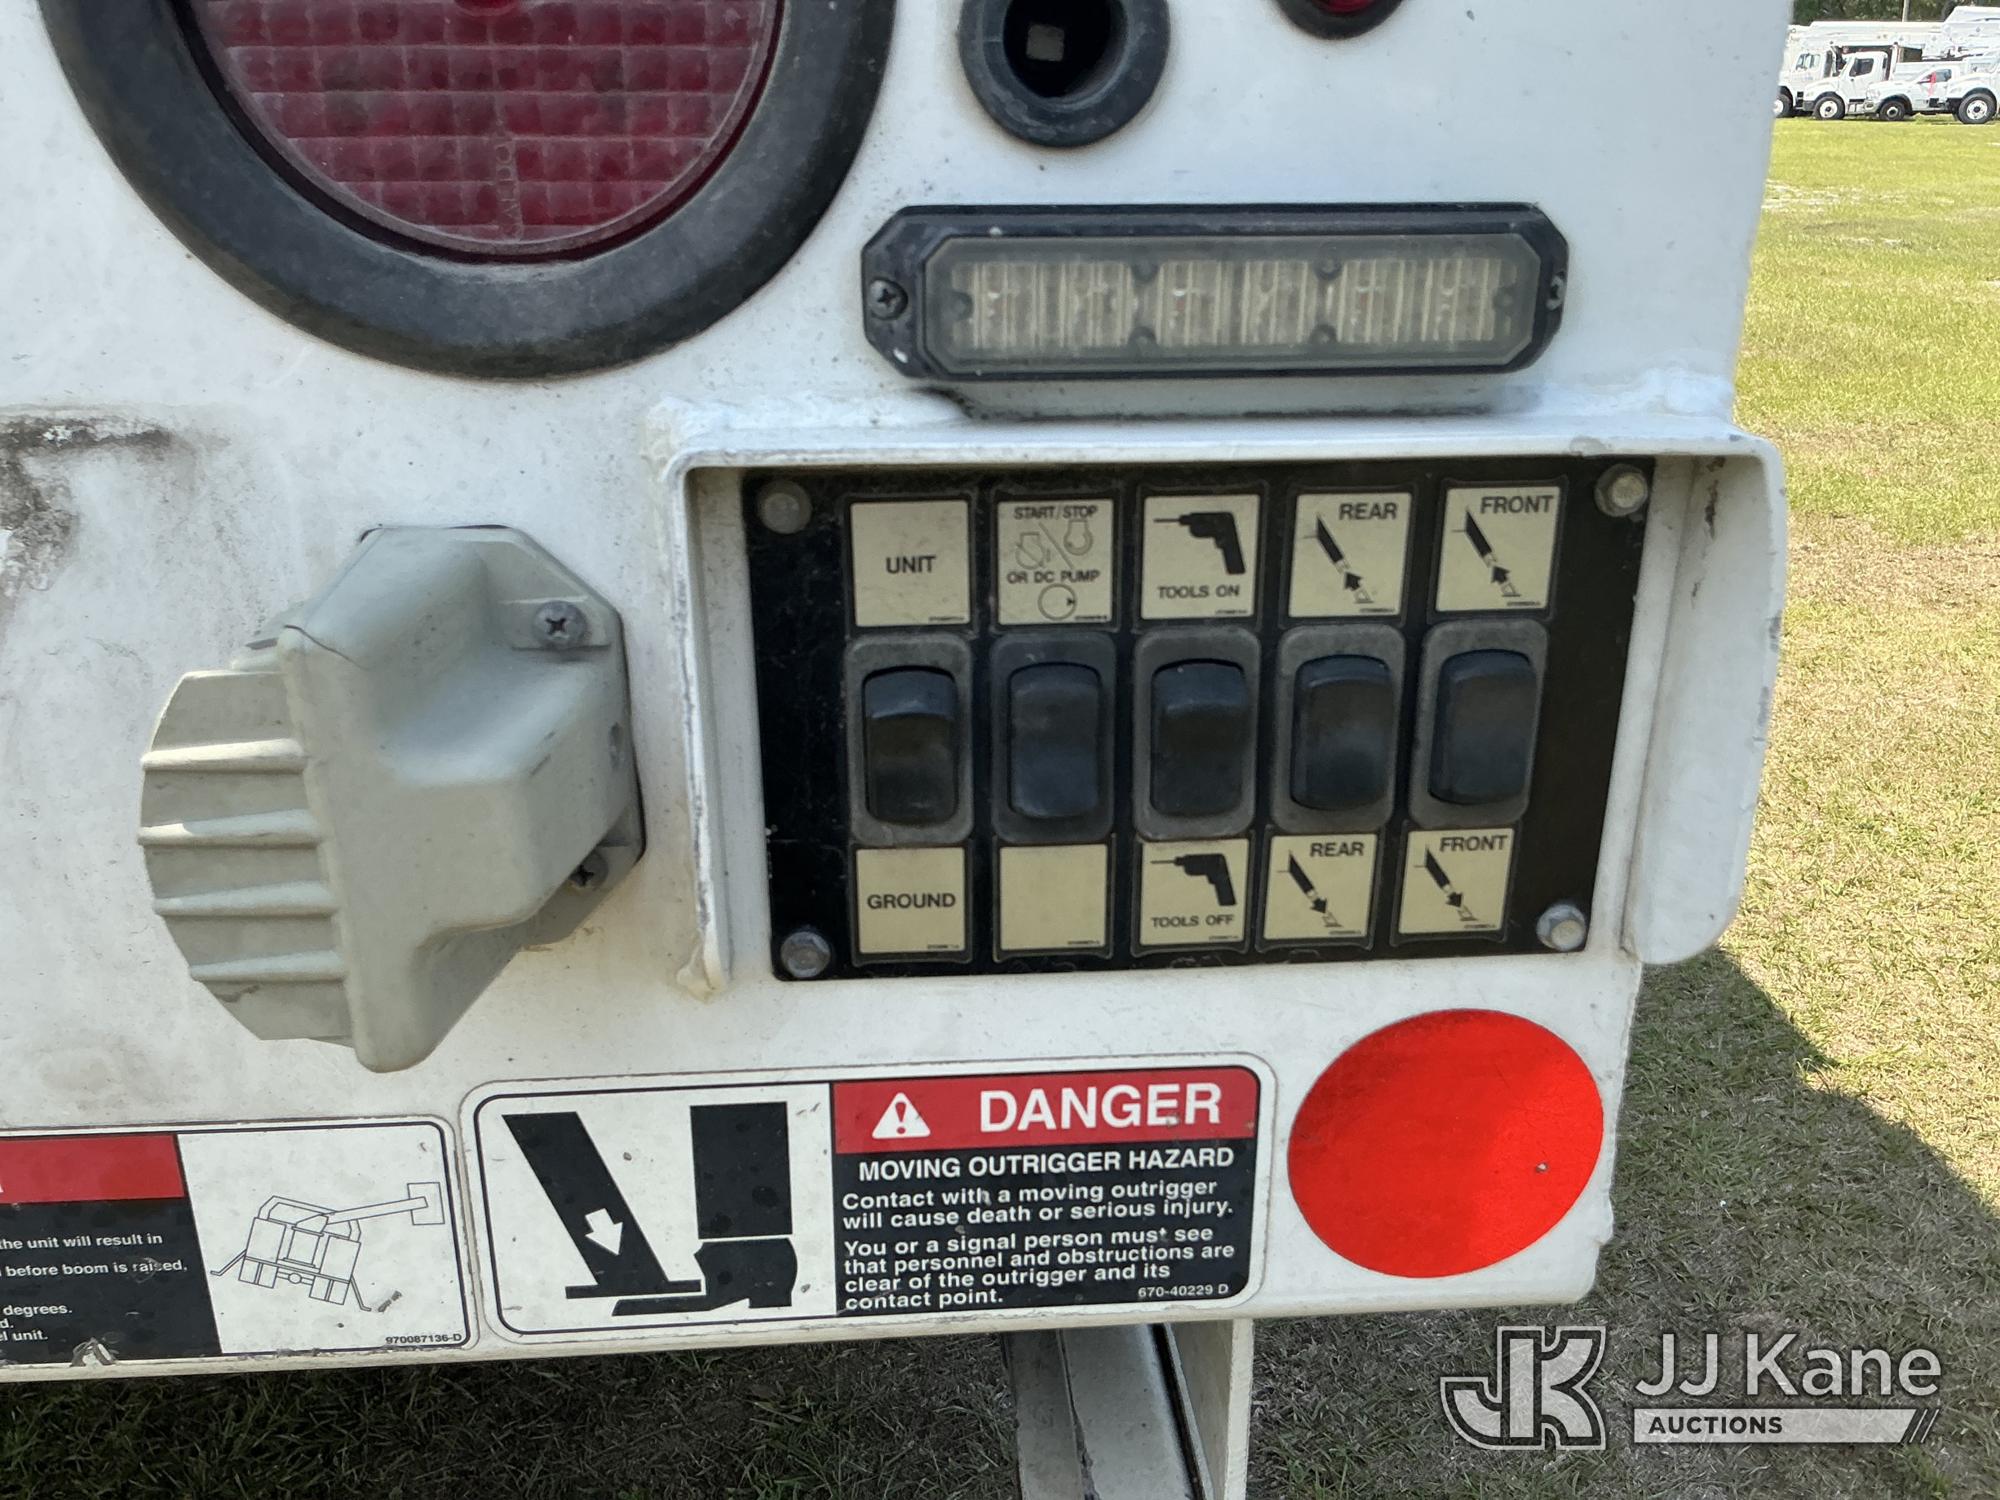 UNIT
START/STOP
OR DC PUMP
TOOLS ON
REAR
FRONT
GROUND
TOOLS OFF
REAR
FRONT
DANGER
MOVING OUTRIGGER HAZARD
Contact with a moving outrigger
will cause death or serious injury.
You or a signal person must see
that personnel and obstructions are
clear of the outrigger and its
contact point.
670-40229 D
the unit will result in
before boom is raised,
degrees.
unit.
970087136-D
JK
JJ Kane
AUCTIONS